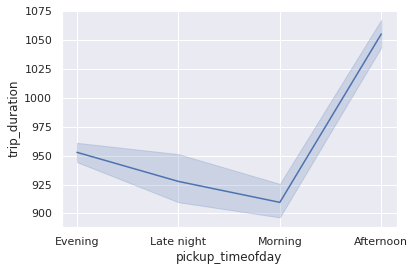 1075
1050
1025
1000
975
950
925
900
trip_duration
Evening
Late night
Morning
Afternoon
pickup_timeofday